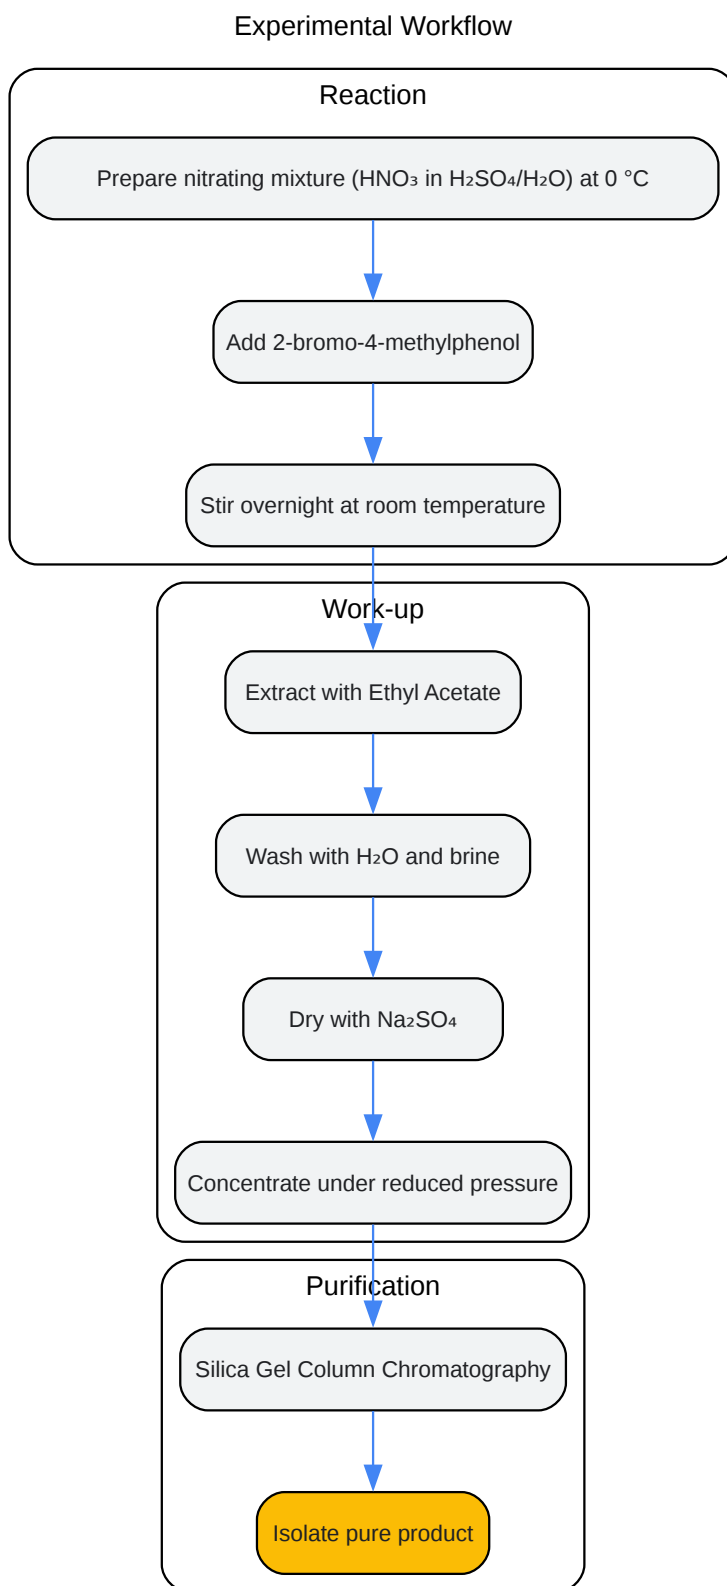 Experimental Workflow
Reaction
Prepare nitrating mixture (HNO₃ in H₂SO₄/H₂O) at 0 °C
Add 2-bromo-4-methylphenol
Stir overnight at room temperature
Work-up
Extract with Ethyl Acetate
Wash with H₂O and brine
Dry with Na₂SO₄
Concentrate under reduced pressure
Purification
Silica Gel Column Chromatography
Isolate pure product